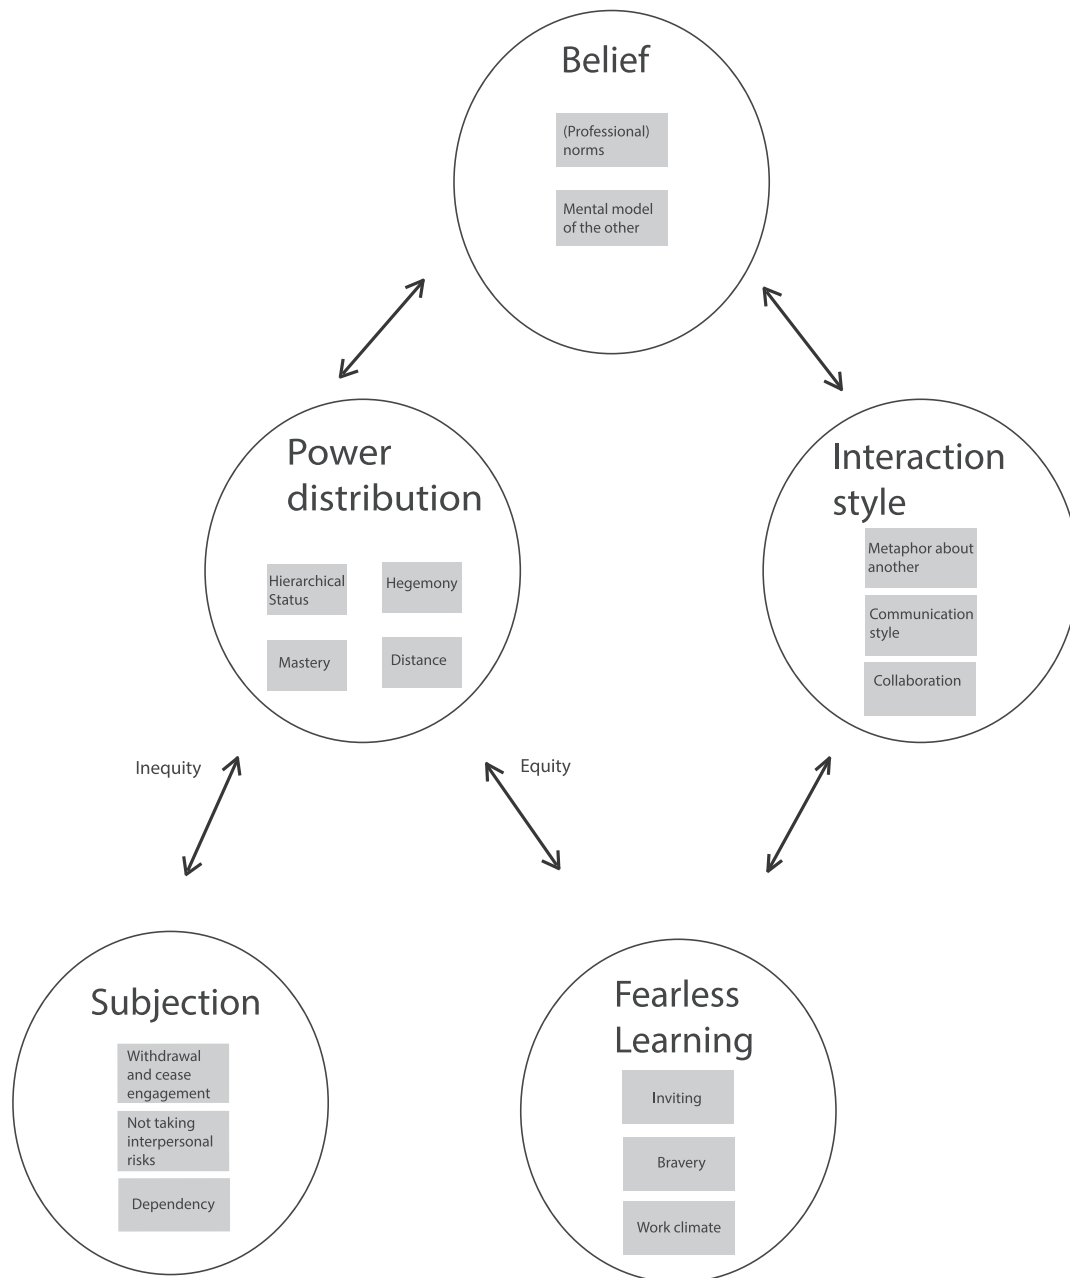 Belief
(Professional)
norms
Mental model
of the other
Power
distribution
Hierarchical
Status
Hegemony
Mastery
Distance
Interaction
style
Metaphor about
another
Communication
style
Collaboration
Inequity
Equity
Subjection
Withdrawal
and cease
engagement
Not taking
interpersonal
risks
Dependency
Fearless
Learning
Inviting
Bravery
Work climate